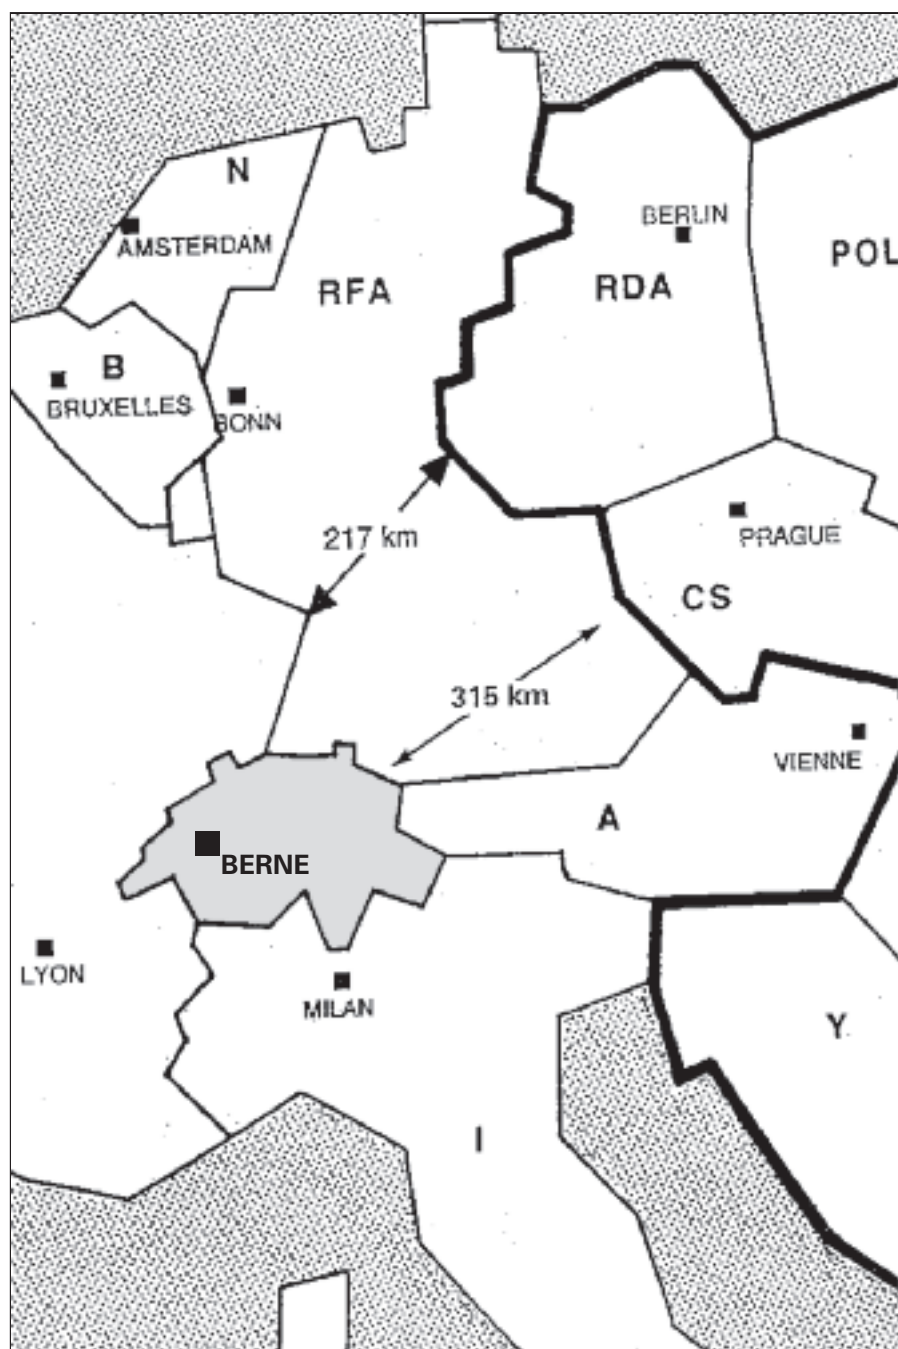 N
AMSTERDAM
BERLIN
POL
RFA
RDA
B
BRUXELLES
BONN
217 km
PRAGUE
CS
315 km
VIENNE
A
BERNE
LYON
MILAN
Y
I